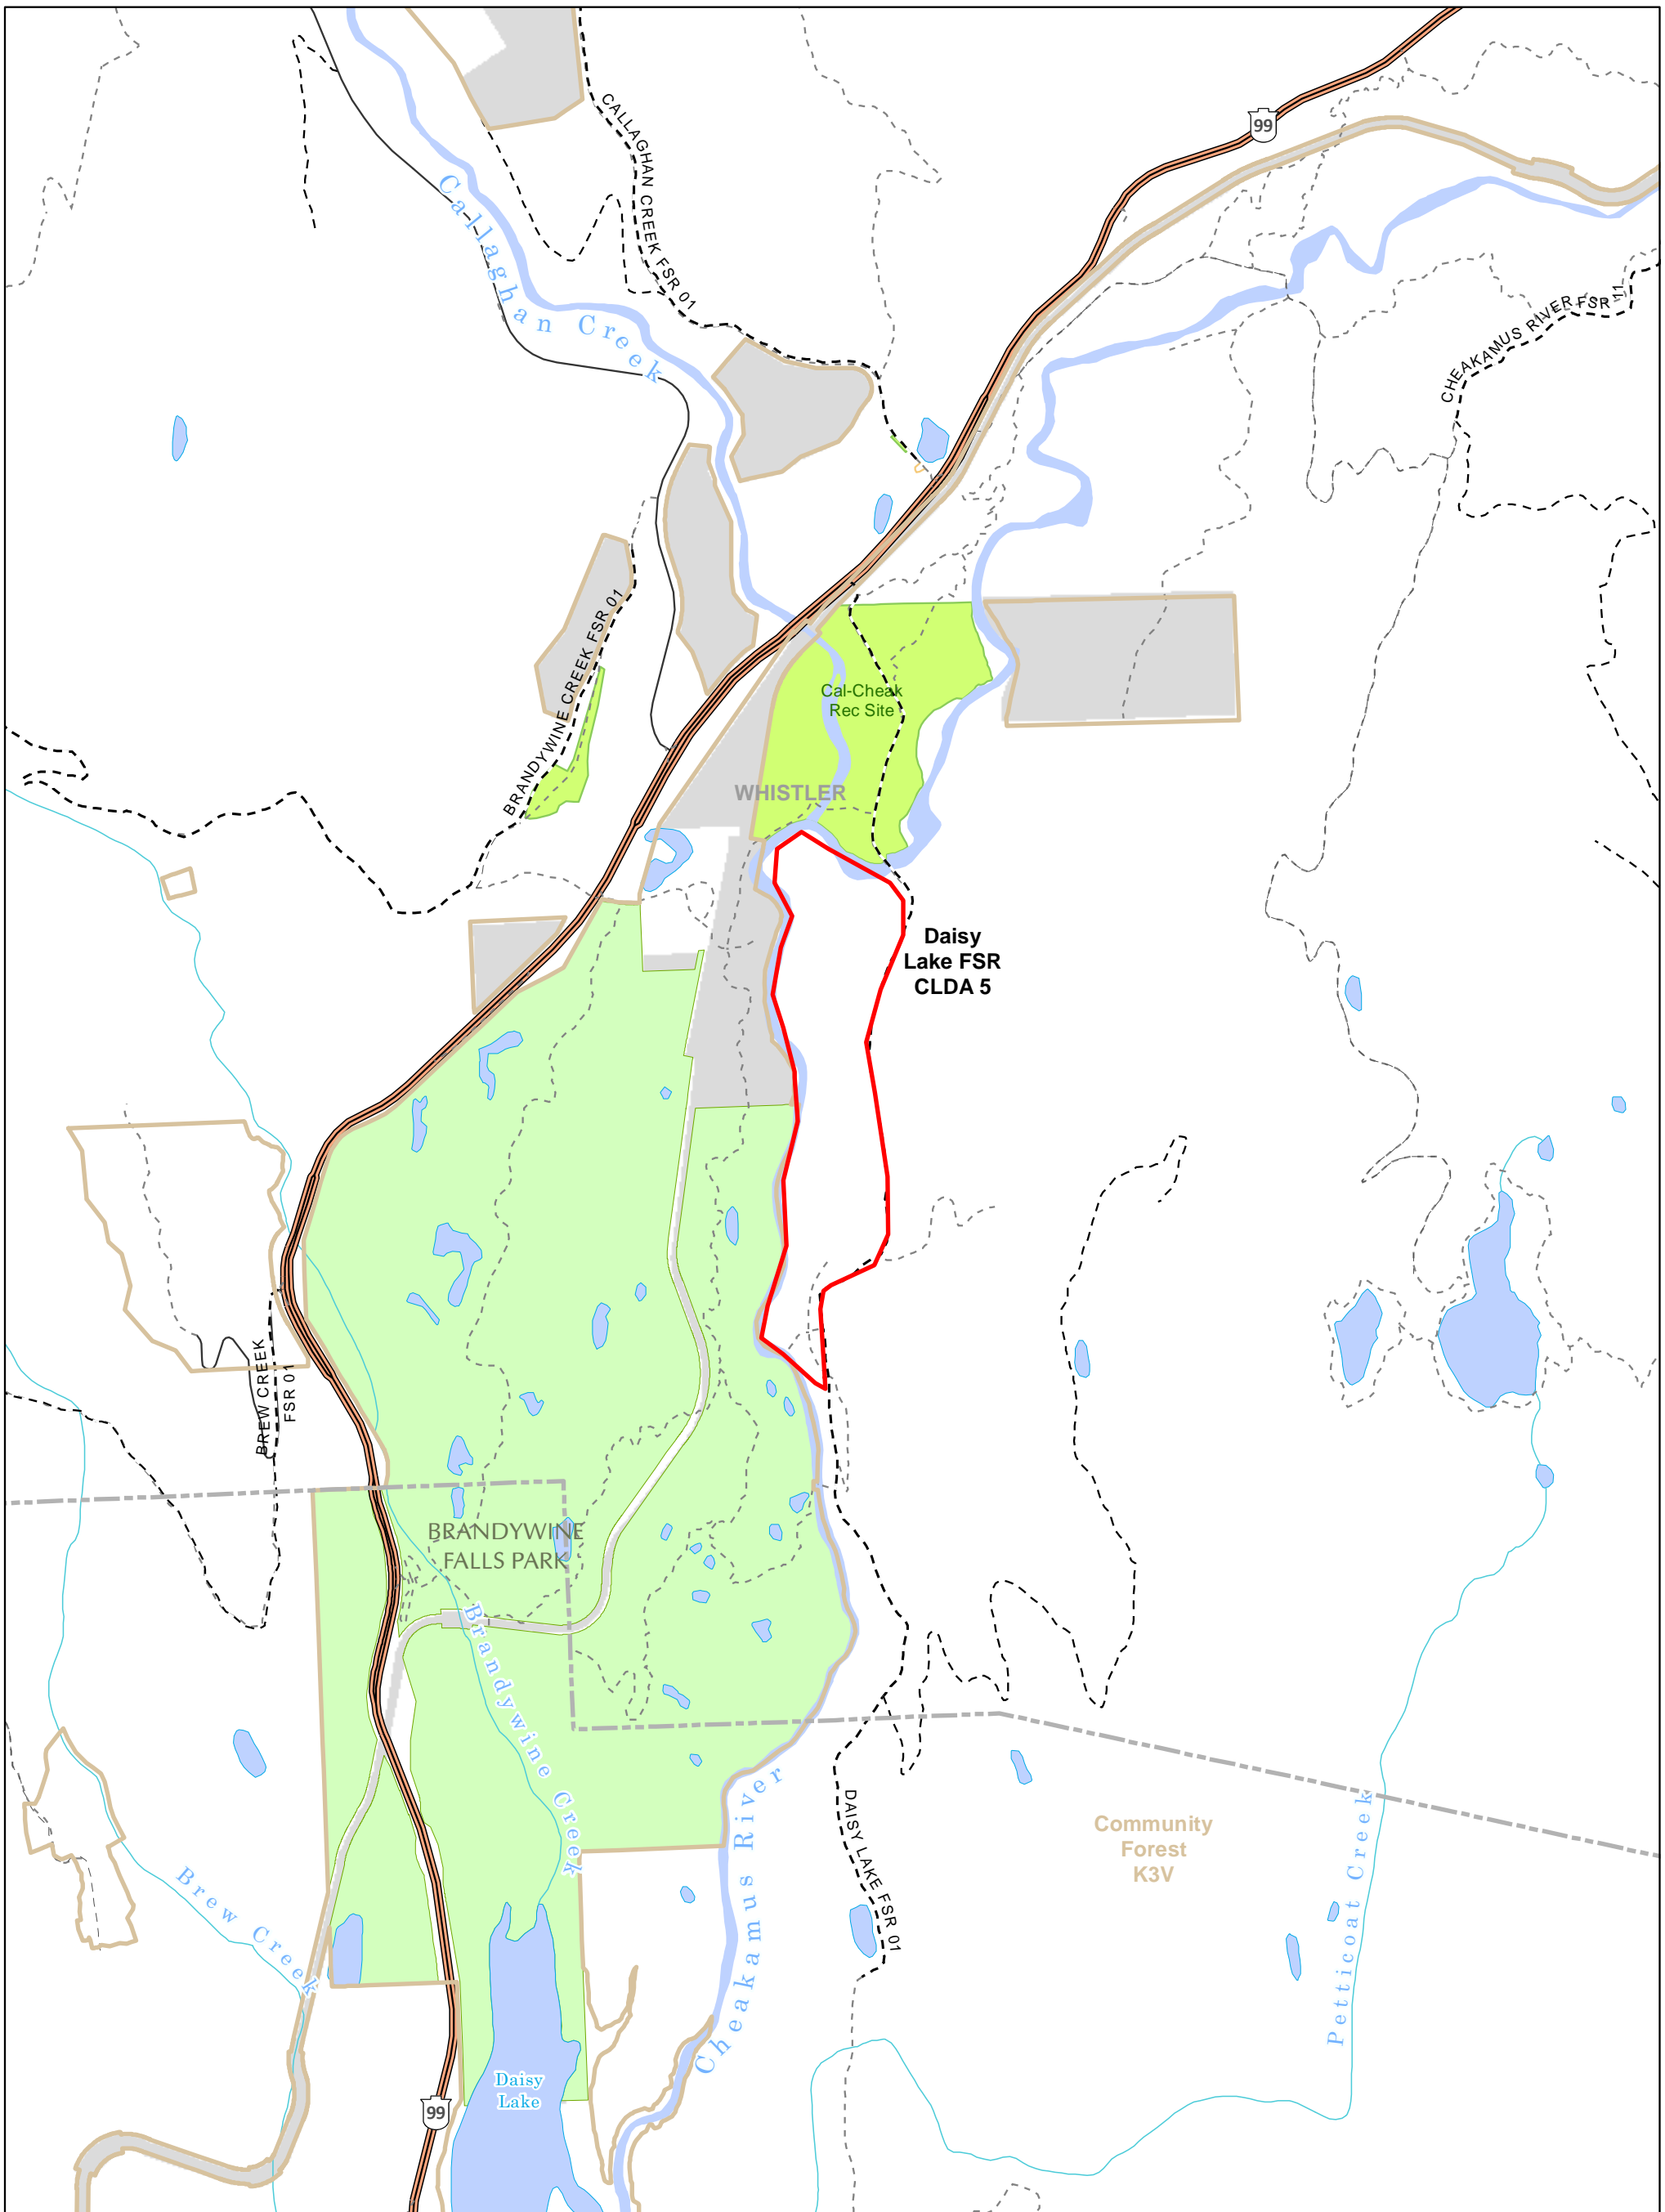 99
CALLAGHAN CREEK FSR 01
Callaghan Creek
CHEAKAMUS RIVER FSR 11
BRANDYWINE CREEK FSR 01
Cal-Cheak
Rec Site
WHISTLER
Daisy
Lake FSR
CLDA 5
BREW CREEK
FSR 01
BRANDYWINE
FALLS PARK
Brandywine Creek
Cheakamus River
DAISY LAKE FSR 01
Community
Forest
K3V
Petticoat Creek
Brew Creek
Daisy
Lake
99